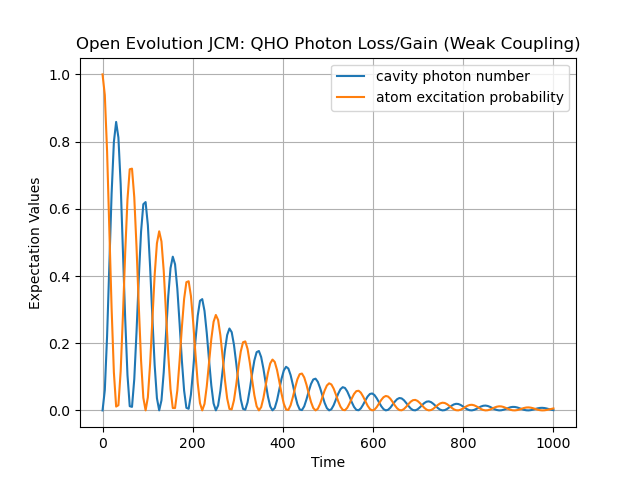 Open Evolution JCM: QHO Photon Loss/Gain (Weak Coupling)
cavity photon number
atom excitation probability
Expectation Values
1.0
0.8
0.6
0.4
0.2
0.0
0 200 400 600 800 1000
Time